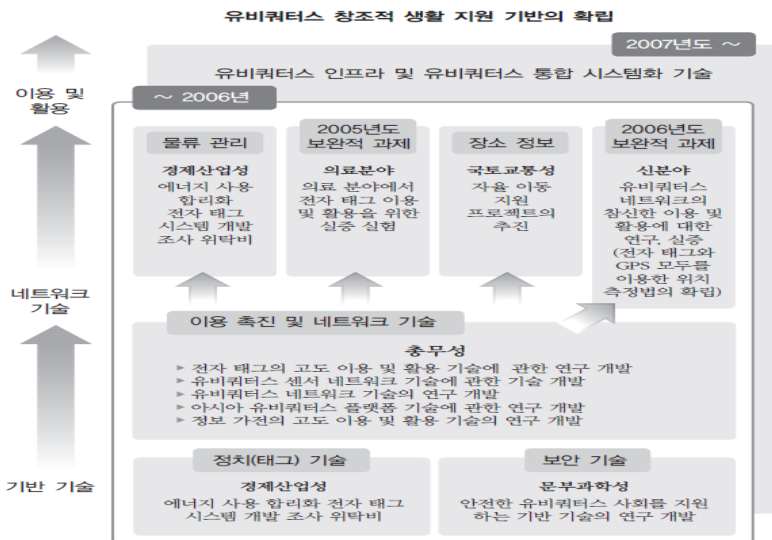 유비쿼터스 창조적 생활 지원 기반의 확립
2007년도 ~
유비쿼터스 인프라 및 유비쿼터스 통합 시스템화 기술
~ 2006년
이용 및
활용
네트워크
기술
기반 기술
물류 관리
경제산업성
에너지 사용
합리화
전자 태그
시스템 개발
조사 위탁비
2005년도
보완적 과제
의료분야
의료 분야에서
전자 태그 이용
및 활용을 위한
실증 실험
장소 정보
국토교통성
자율 이동
지원
프로젝트의
추진
2006년도
보완적 과제
신분야
유비쿼터스
네트워크의
참신한 이용 및
활용에 대한
연구, 실증
(전자 태그와
GPS 모두를
이용한 위치
측정법의 확립)
이용 촉진 및 네트워크 기술
총무성
▶ 전자 태그의 고도 이용 및 활용 기술에 관한 연구 개발
▶ 유비쿼터스 센서 네트워크 기술에 관한 기술 개발
▶ 유비쿼터스 네트워크 기술의 연구 개발
▶ 아시아 유비쿼터스 플랫폼 기술에 관한 연구 개발
▶ 정보 가전의 고도 이용 및 활용 기술의 연구 개발
정치(태그) 기술
경제산업성
에너지 사용 합리화 전자 태그
시스템 개발 조사 위탁비
보안 기술
문부과학성
안전한 유비쿼터스 사회를 지원
하는 기반 기술의 연구 개발